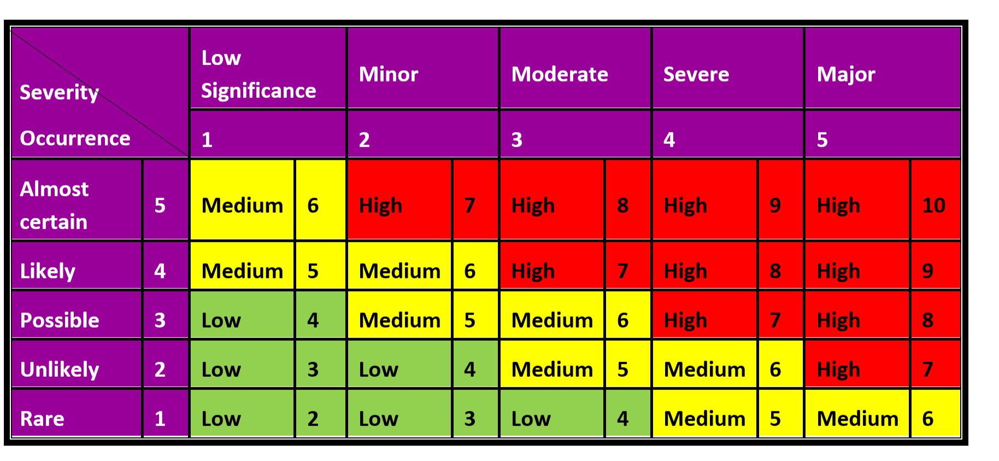 Severity
Occurrence
Low
Significance
Minor
Moderate
Severe
Major
1 2 3 4 5
Almost
certain
5 Medium 6 High 7 High 8 High 9 High 10
Likely 4 Medium 5 Medium 6 High 7 High 8 High 9
Possible 3 Low 4 Medium 5 Medium 6 High 7 High 8
Unlikely 2 Low 3 Low 4 Medium 5 Medium 6 High 7
Rare 1 Low 2 Low 3 Low 4 Medium 5 Medium 6